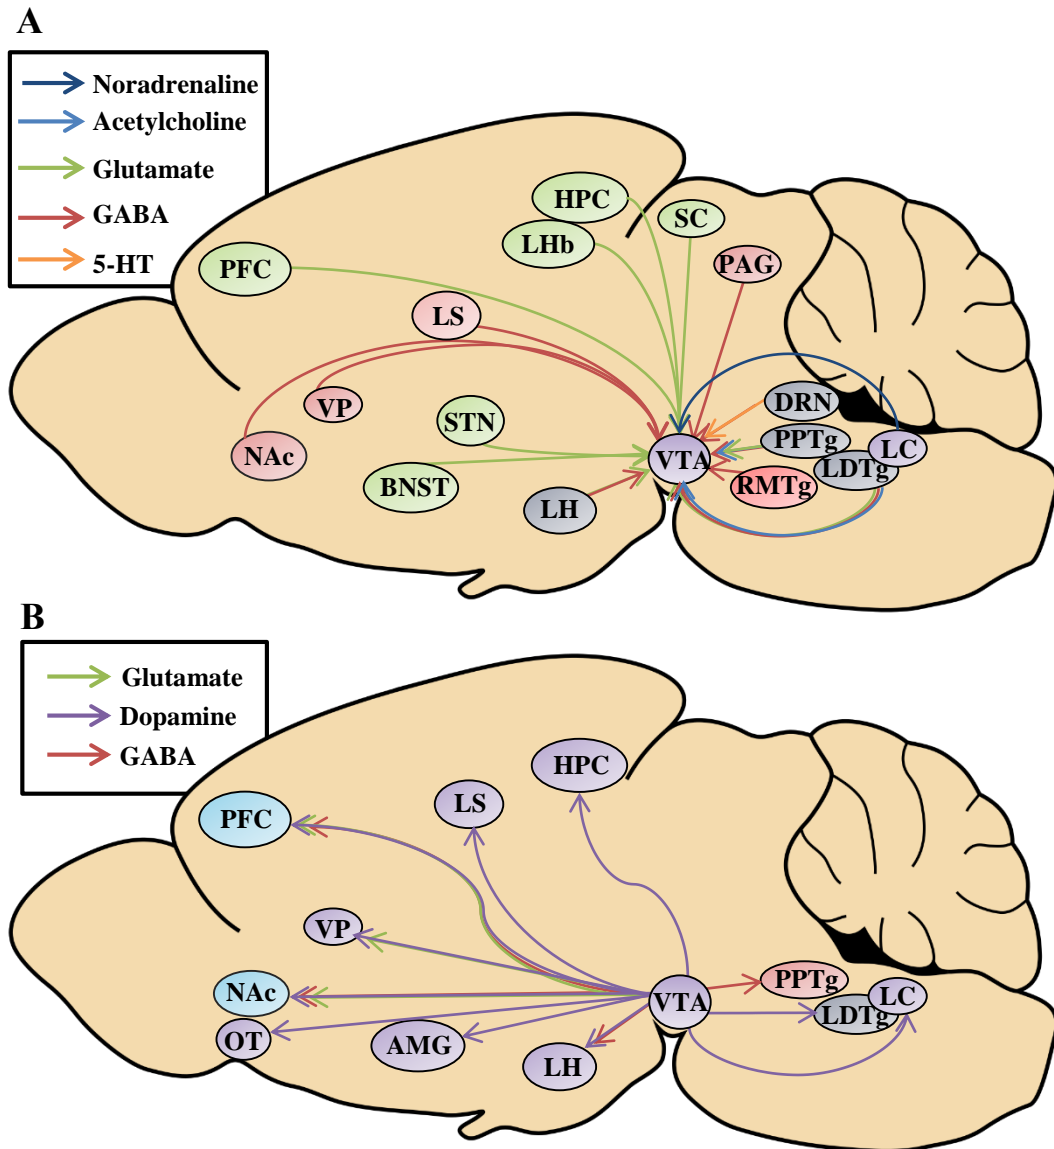 A
Noradrenaline
Acetylcholine
Glutamate
GABA
5-HT
HPC
SC
LHb
PFC
PAG
LS
VP
DRN
STN
PPTg
LC
NAc
VTA
LDTg
BNST
RMTg
LH
B
Glutamate
Dopamine
GABA
HPC
LS
PFC
VP
PPTg
NAc
VTA
LC
LDTg
OT
AMG
LH